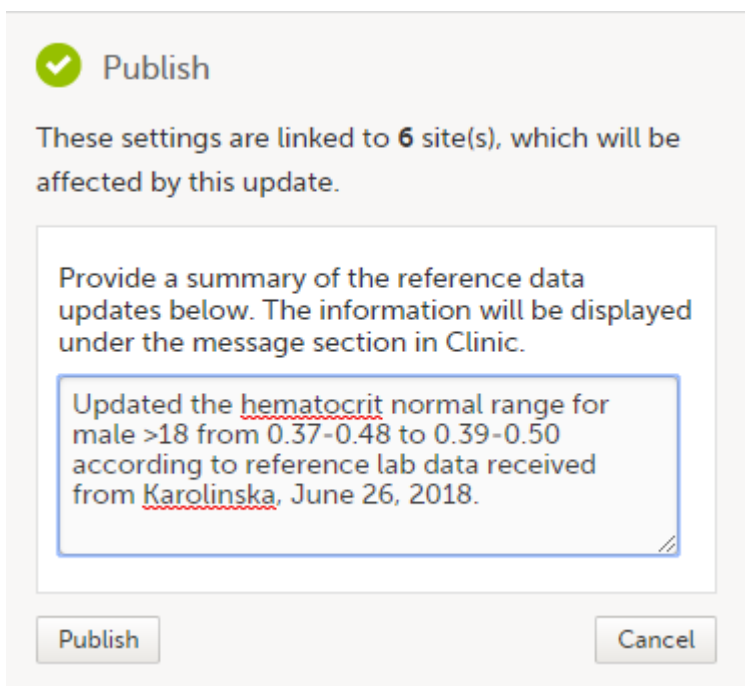 Publish
These settings are linked to 6 site(s), which will be
affected by this update.
Provide a summary of the reference data
updates below. The information will be displayed
under the message section in Clinic.
Updated the hematocrit normal range for
male >18 from 0.37-0.48 to 0.39-0.50
according to reference lab data received
from Karolinska, June 26, 2018.
Publish
Cancel